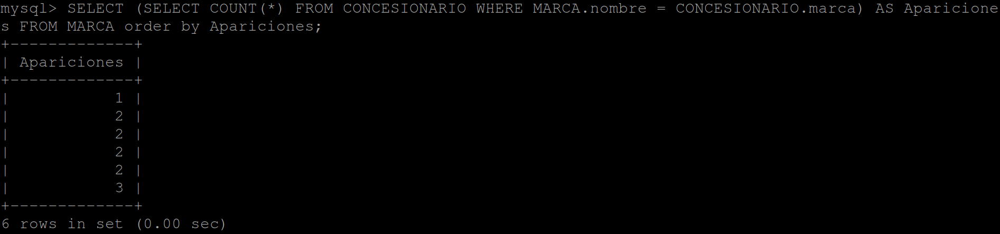 mysql> SELECT (SELECT COUNT(*) FROM CONCESIONARIO WHERE MARCA.nombre = CONCESIONARIO.marca) AS Aparicione
s FROM MARCA order by Apariciones;
+-------------+
| Apariciones |
+-------------+
|           1 |
|           2 |
|           2 |
|           2 |
|           2 |
|           3 |
+-------------+
6 rows in set (0.00 sec)